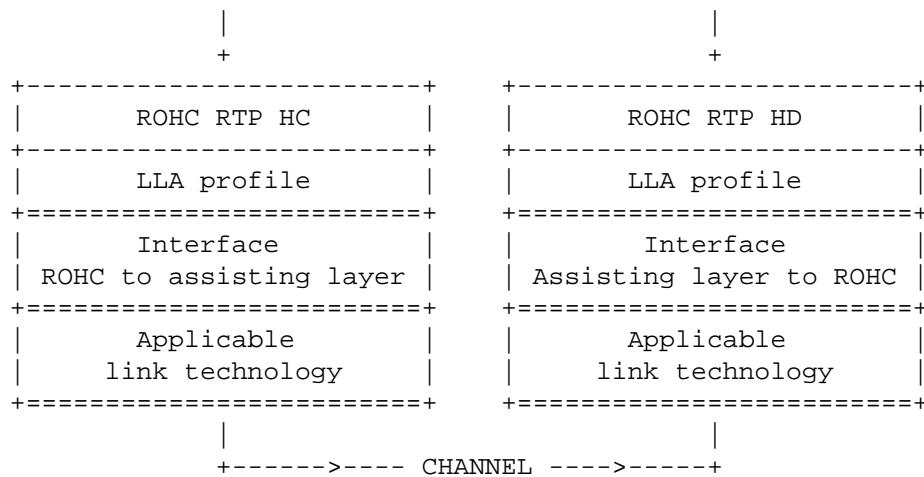 |                               |
            +                               +
+-------------------------+    +-------------------------+
|       ROHC RTP HC       |    |       ROHC RTP HD       |
+-------------------------+    +-------------------------+
|       LLA profile       |    |       LLA profile       |
+=========================+    +=========================+
|       Interface         |    |        Interface        |
| ROHC to assisting layer |    | Assisting layer to ROHC |
+=========================+    +=========================+
|       Applicable        |    |       Applicable        |
|     link technology     |    |     link technology     |
+=========================+    +=========================+
             |                              |
             +------>---- CHANNEL ---->-----+